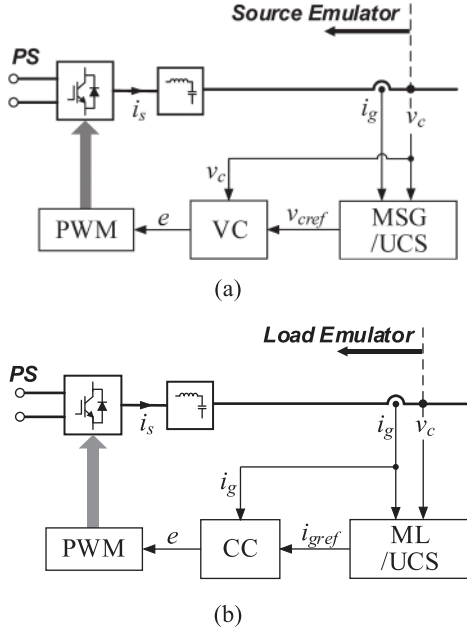 Source Emulator
PS
i_s
i_g
v_c
v_c
PWM
e
VC
v_cref
MSG
/UCS
(a)
Load Emulator
PS
i_s
i_g
v_c
i_g
PWM
e
CC
i_gref
ML
/UCS
(b)